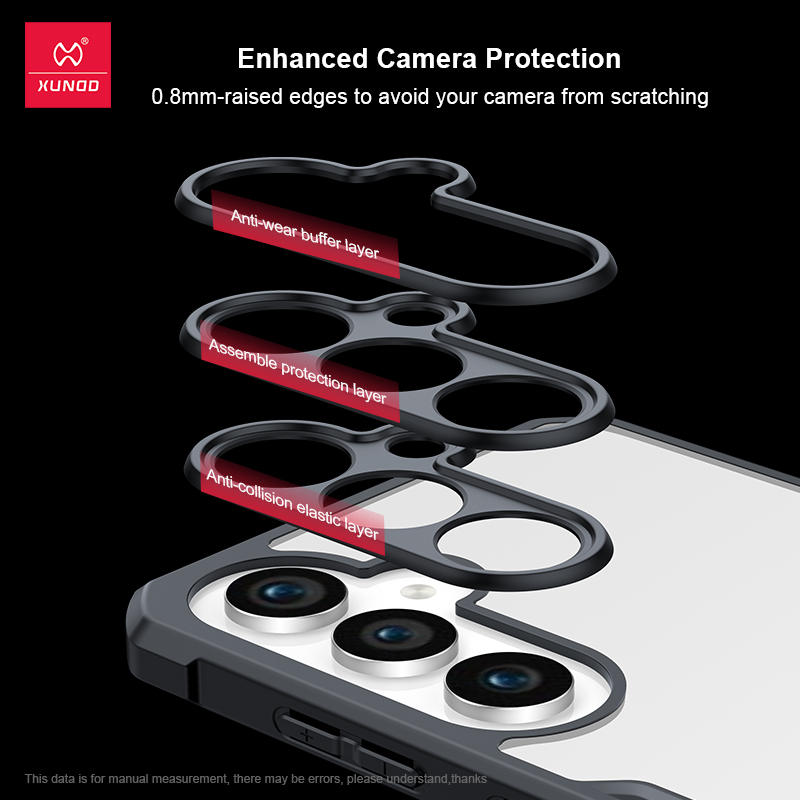 XUNDD
Enhanced Camera Protection
0.8mm-raised edges to avoid your camera from scratching
Anti-wear buffer layer
Assemble protection layer
Anti-collision elastic layer
This data is for manual measurement, there may be errors, please understand,thanks